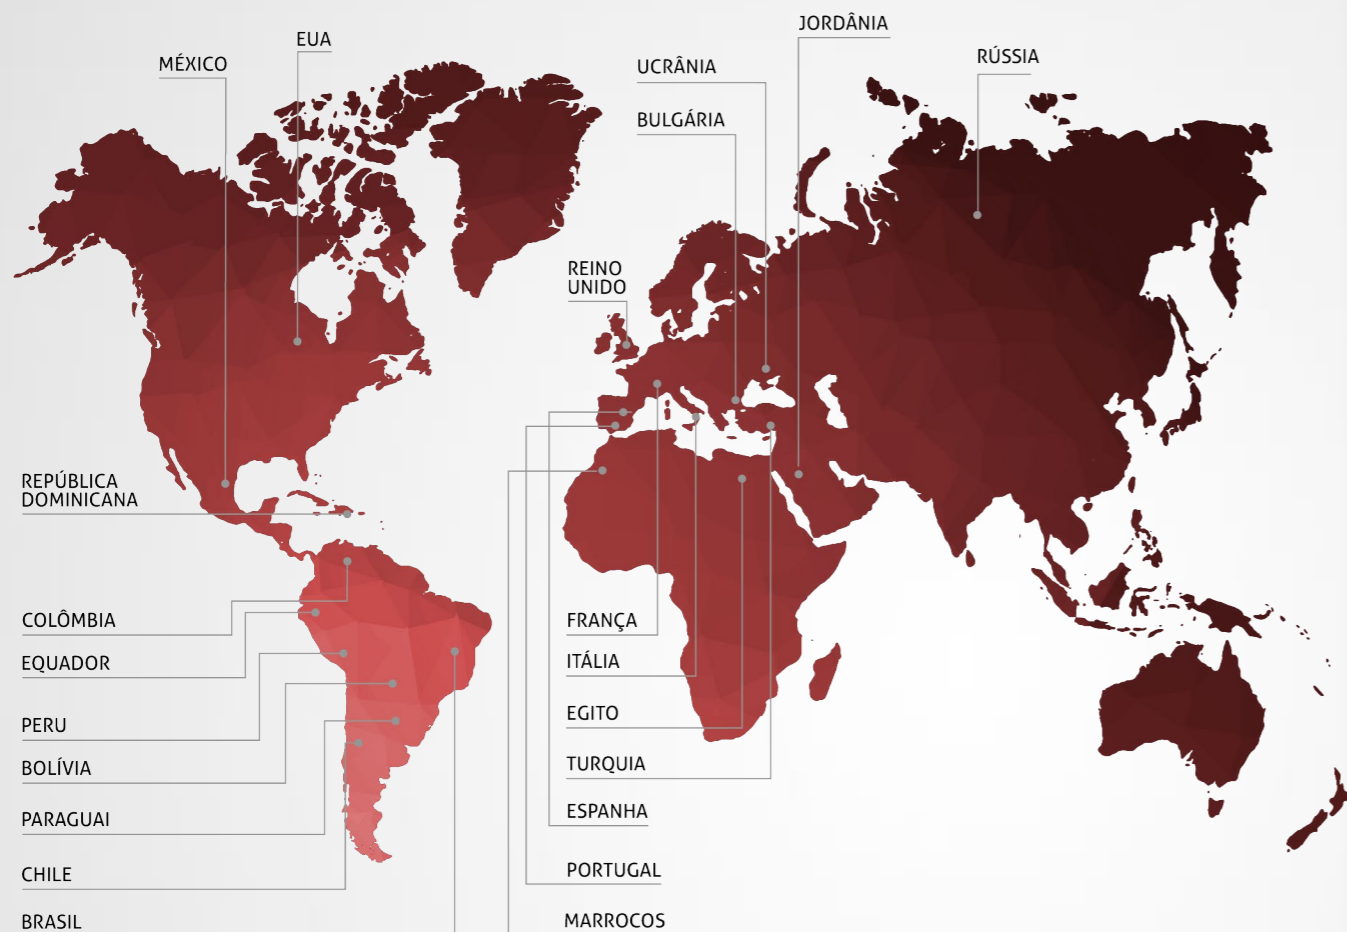 JORDÂNIA
EUA
RÚSSIA
MÉXICO
UCRÂNIA
BULGÁRIA
REINO
UNIDO
REPÚBLICA
DOMINICANA
COLÔMBIA
EQUADOR
PERU
BOLÍVIA
PARAGUAI
CHILE
BRASIL
FRANÇA
ITÁLIA
EGITO
TURQUIA
ESPANHA
PORTUGAL
MARROCOS